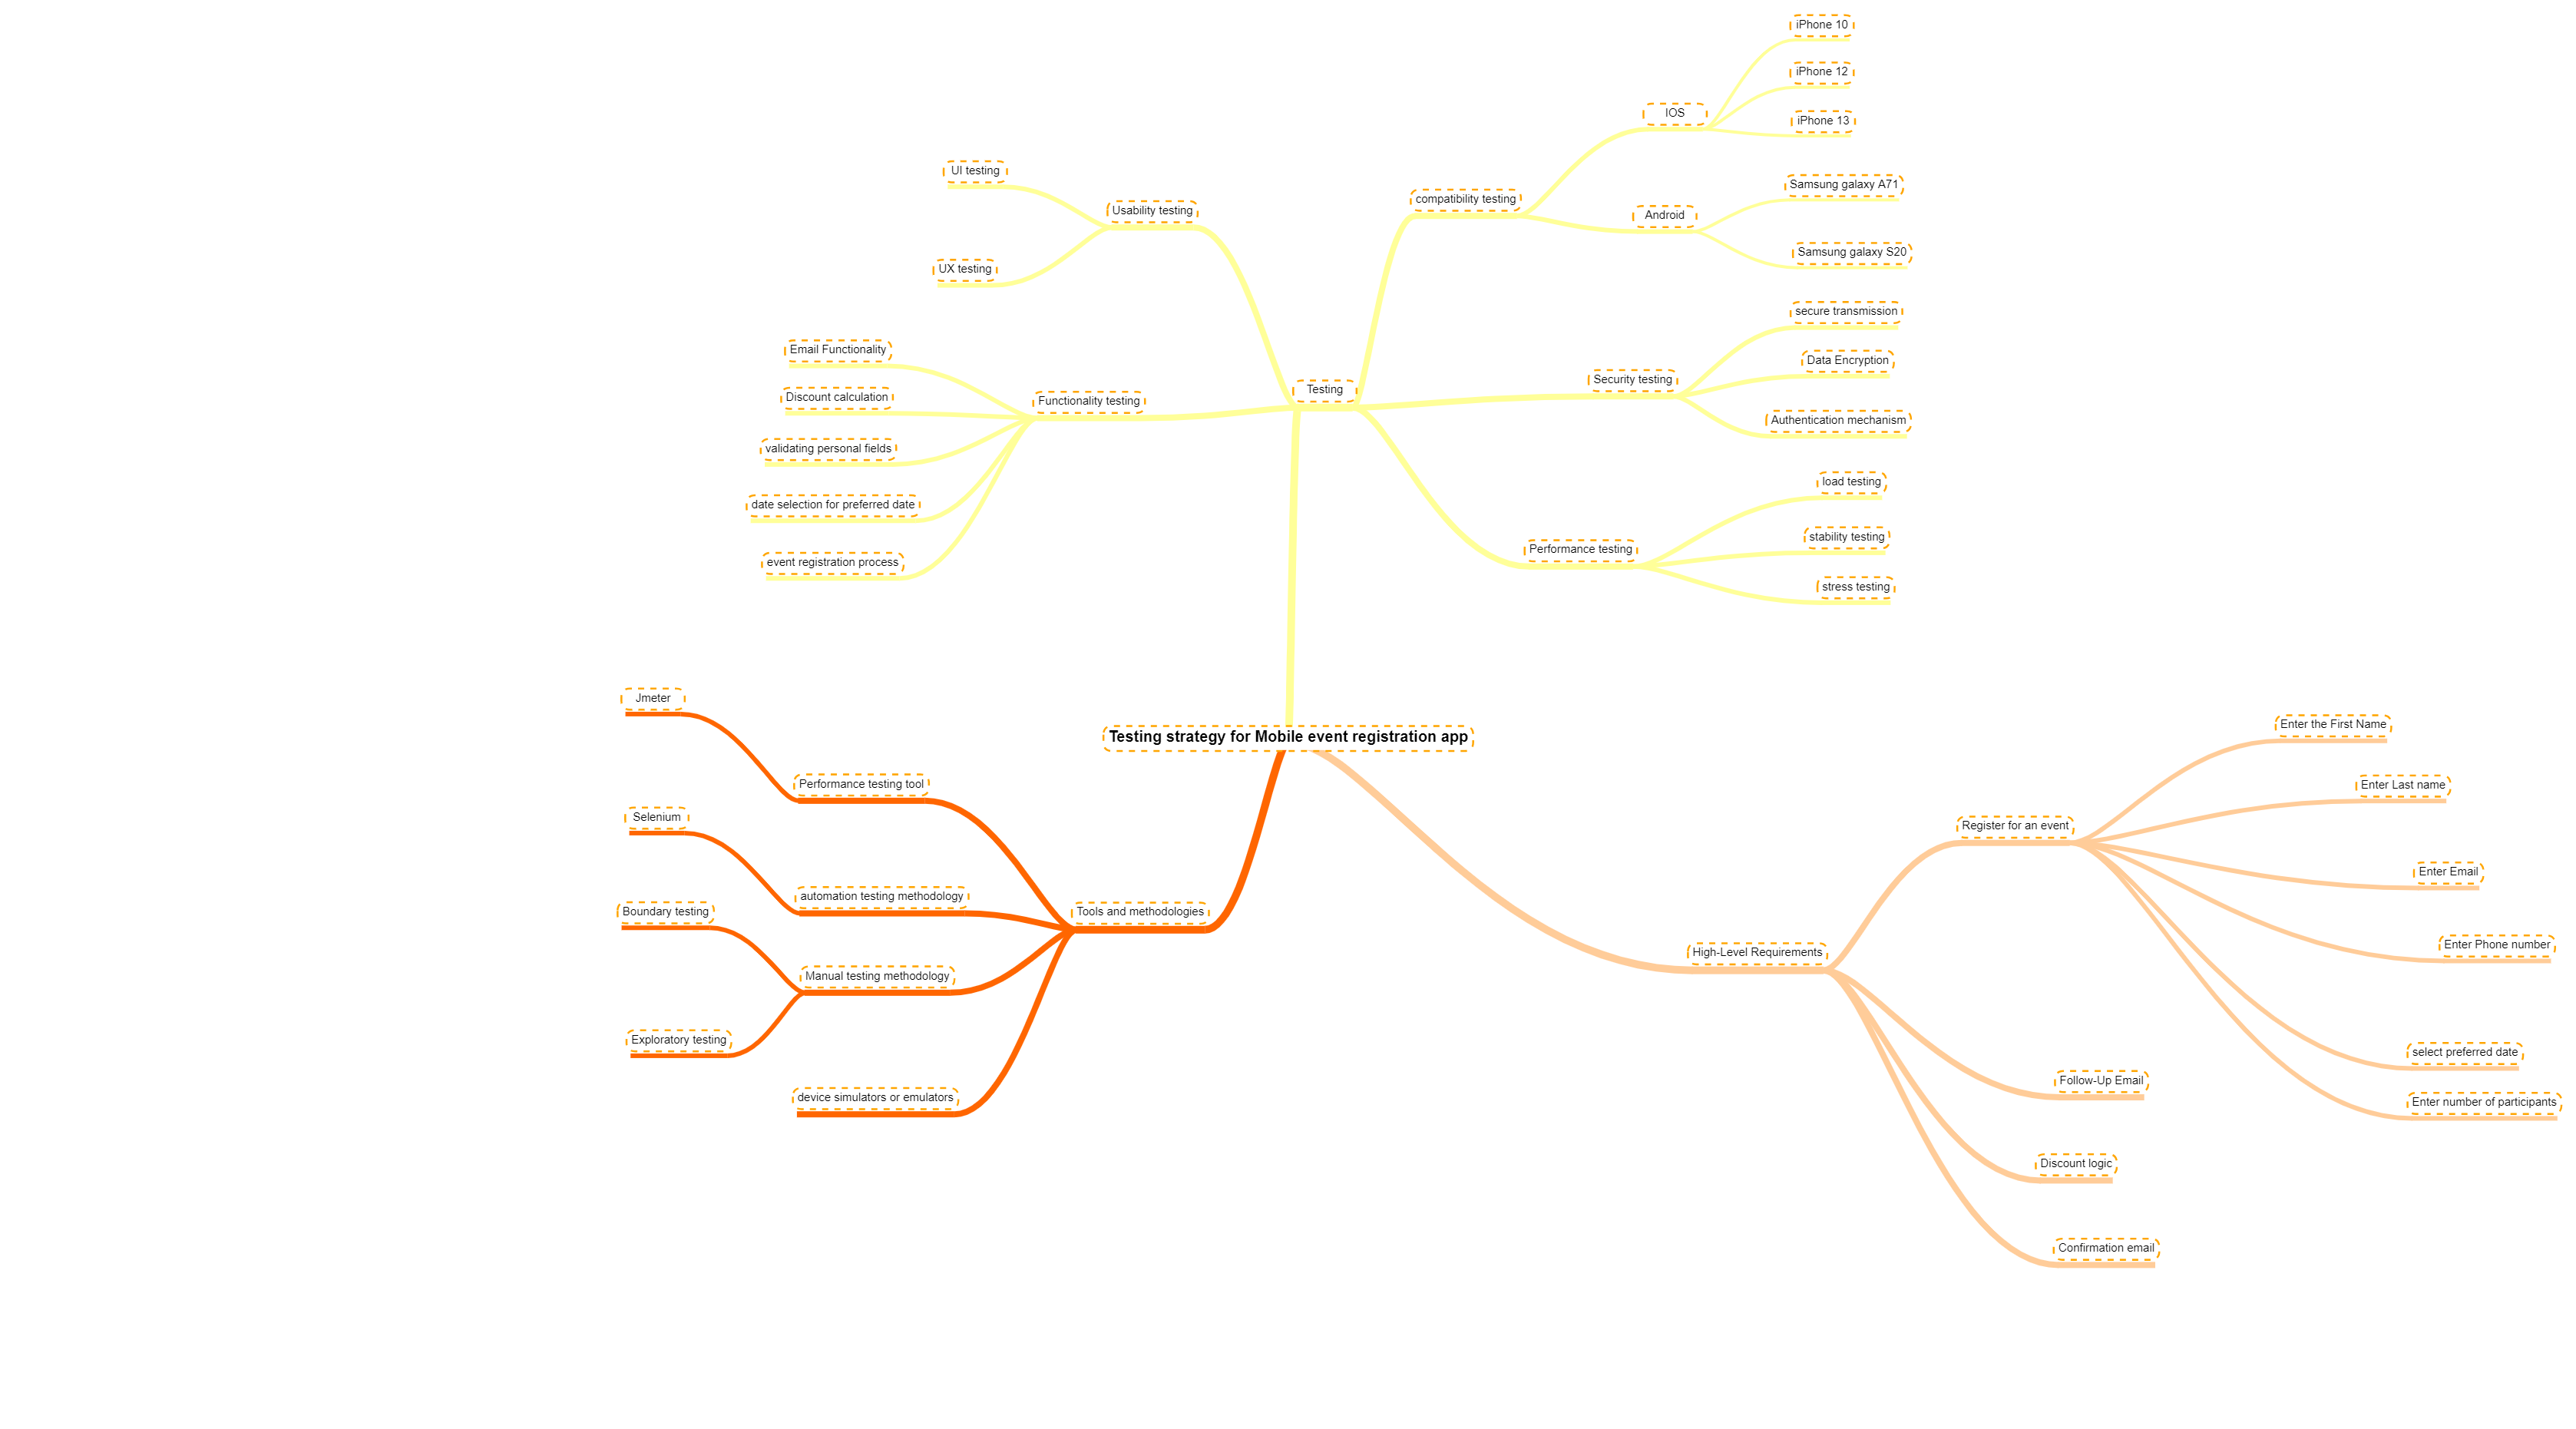 Testing strategy for Mobile event registration app
Testing
Usability testing
UI testing
UX testing
Functionality testing
Email Functionality
Discount calculation
validating personal fields
date selection for preferred date
event registration process
compatibility testing
IOS
iPhone 10
iPhone 12
iPhone 13
Android
Samsung galaxy A71
Samsung galaxy S20
Security testing
secure transmission
Data Encryption
Authentication mechanism
Performance testing
load testing
stability testing
stress testing
Tools and methodologies
Performance testing tool
Jmeter
automation testing methodology
Selenium
Manual testing methodology
Boundary testing
Exploratory testing
device simulators or emulators
High-Level Requirements
Register for an event
Enter the First Name
Enter Last name
Enter Email
Enter Phone number
select preferred date
Enter number of participants
Follow-Up Email
Discount logic
Confirmation email